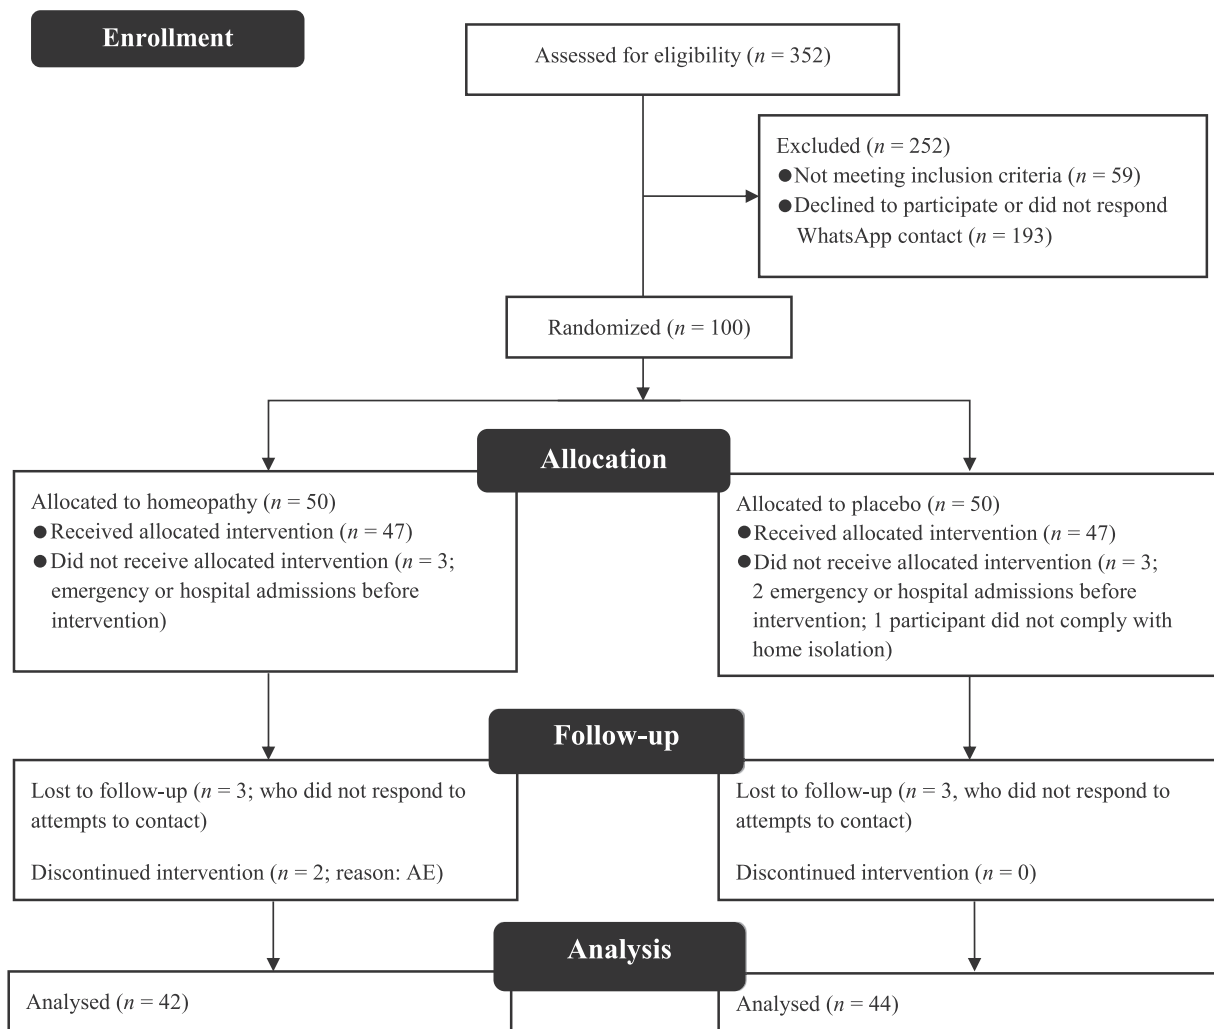 Enrollment
Assessed for eligibility (n = 352)
Excluded (n = 252)
●Not meeting inclusion criteria (n = 59)
●Declined to participate or did not respond
WhatsApp contact (n = 193)
Randomized (n = 100)
Allocation
Allocated to homeopathy (n = 50)
●Received allocated intervention (n = 47)
●Did not receive allocated intervention (n = 3;
emergency or hospital admissions before
intervention)
Allocated to placebo (n = 50)
●Received allocated intervention (n = 47)
●Did not receive allocated intervention (n = 3;
2 emergency or hospital admissions before
intervention; 1 participant did not comply with
home isolation)
Follow-up
Lost to follow-up (n = 3; who did not respond to
attempts to contact)
Discontinued intervention (n = 2; reason: AE)
Lost to follow-up (n = 3, who did not respond to
attempts to contact)
Discontinued intervention (n = 0)
Analysis
Analysed (n = 42)
Analysed (n = 44)